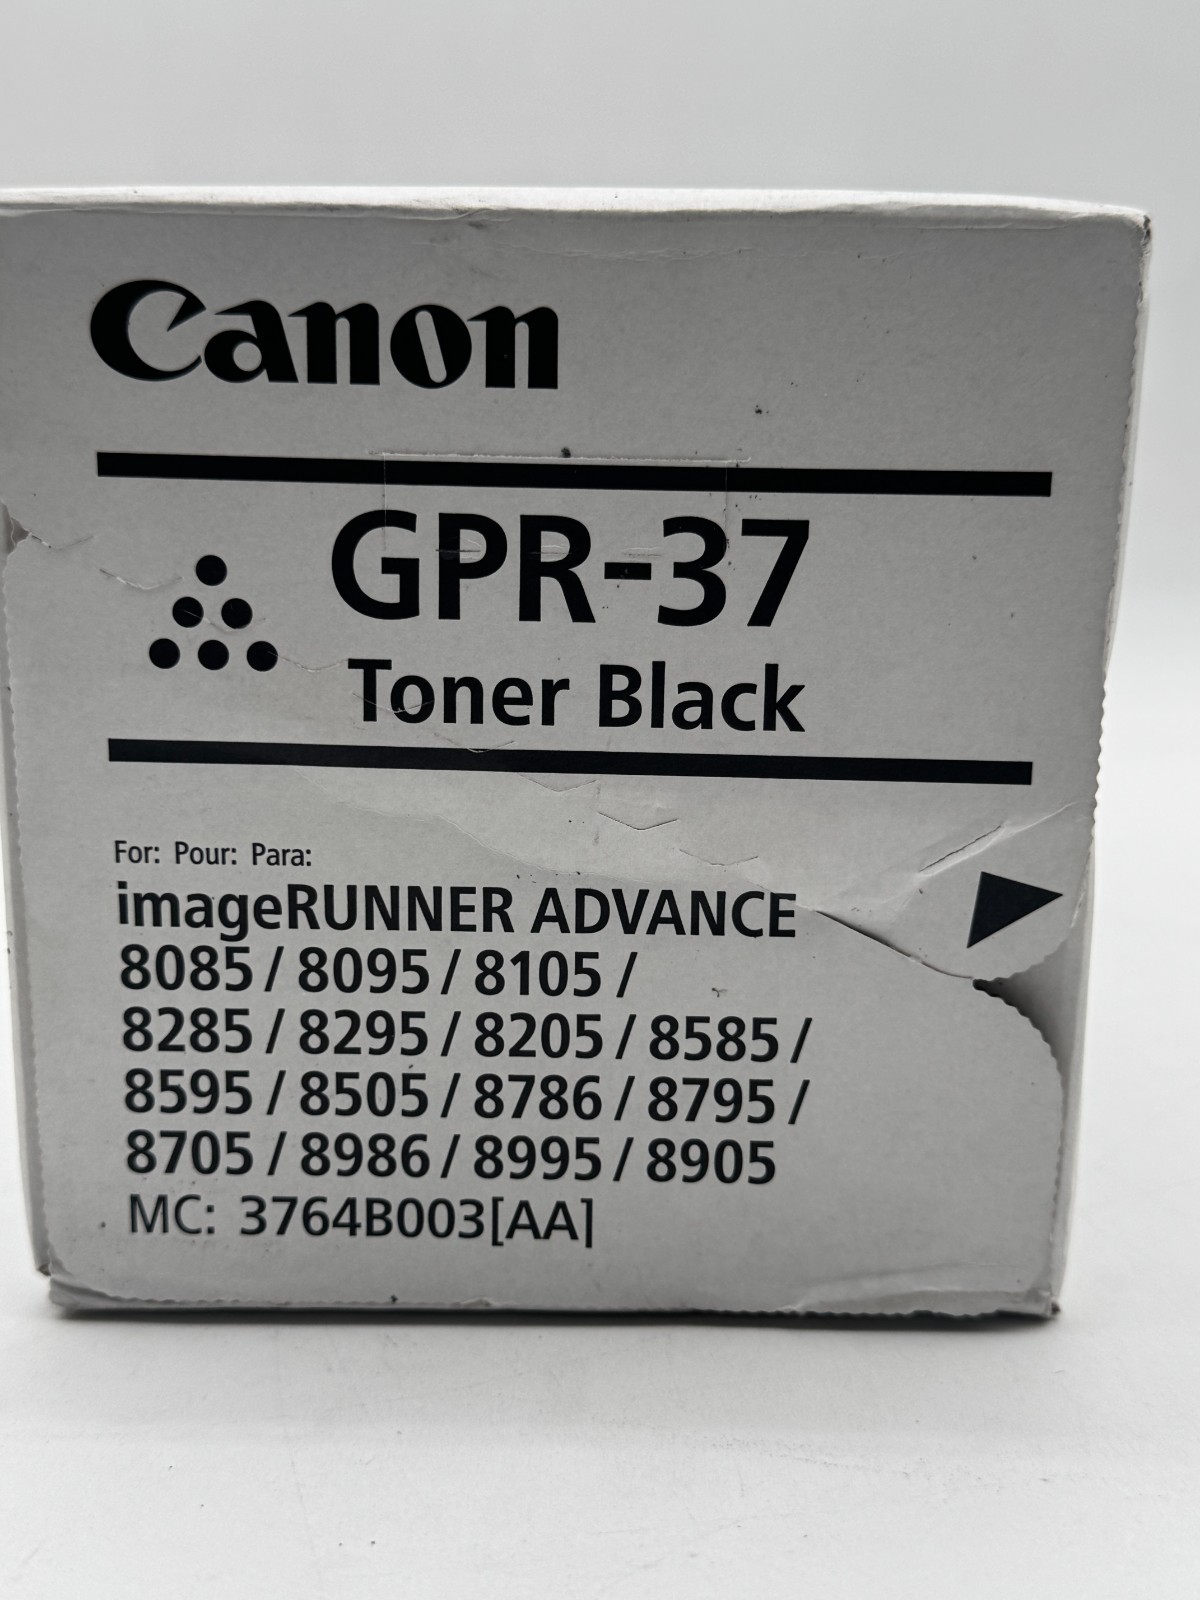 Canon
GPR-37
Toner Black
For: Pour: Para:
imageRUNNER ADVANCE
8085 / 8095 / 8105 /
8285 / 8295 / 8205 / 8585 /
8595 / 8505 / 8786 / 8795 /
8705 / 8986 / 8995 / 8905
MC: 3764B003[AA]